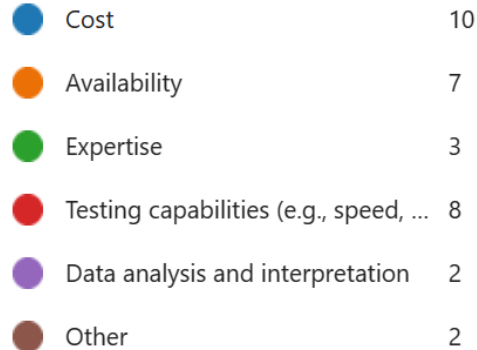 Cost 10
Availability 7
Expertise 3
Testing capabilities (e.g., speed, ... 8
Data analysis and interpretation 2
Other 2